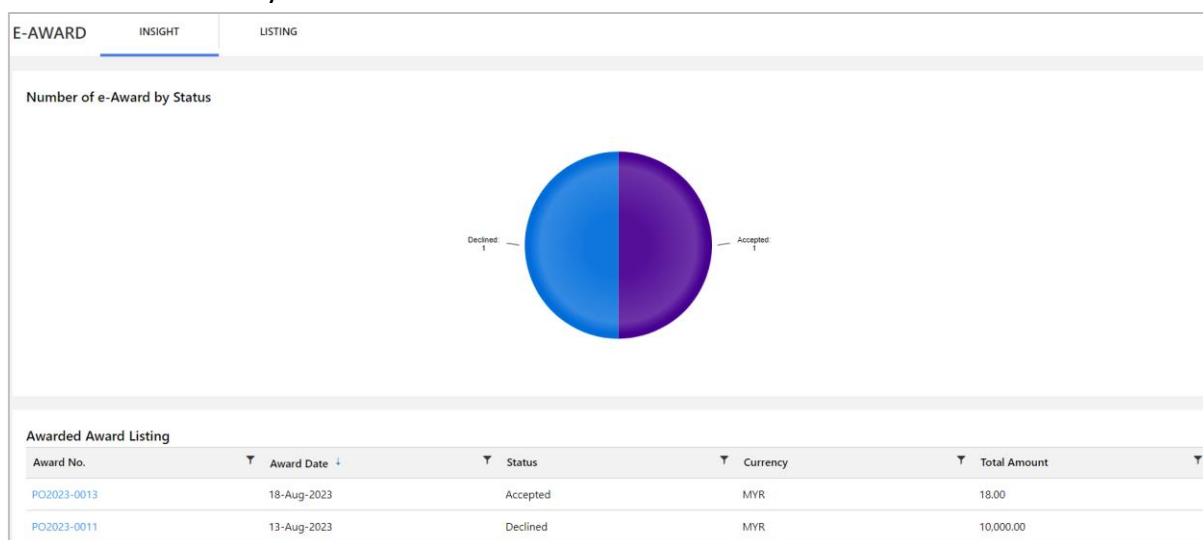 E-AWARD INSIGHT LISTING
Number of e-Award by Status
Declined:
1
Accepted:
1
Awarded Award Listing
Award No. Award Date ↓ Status Currency Total Amount
PO2023-0013 18-Aug-2023 Accepted MYR 18.00
PO2023-0011 13-Aug-2023 Declined MYR 10,000.00